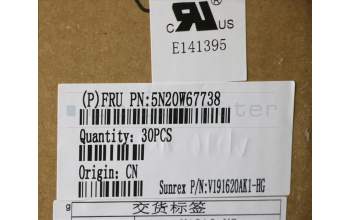 C US
E141395
(P)FRU PN:5N20W67738
Quantity: 30PCS
Origin: CN
Sunrex P/N:V191620AK1-HG
交货标签